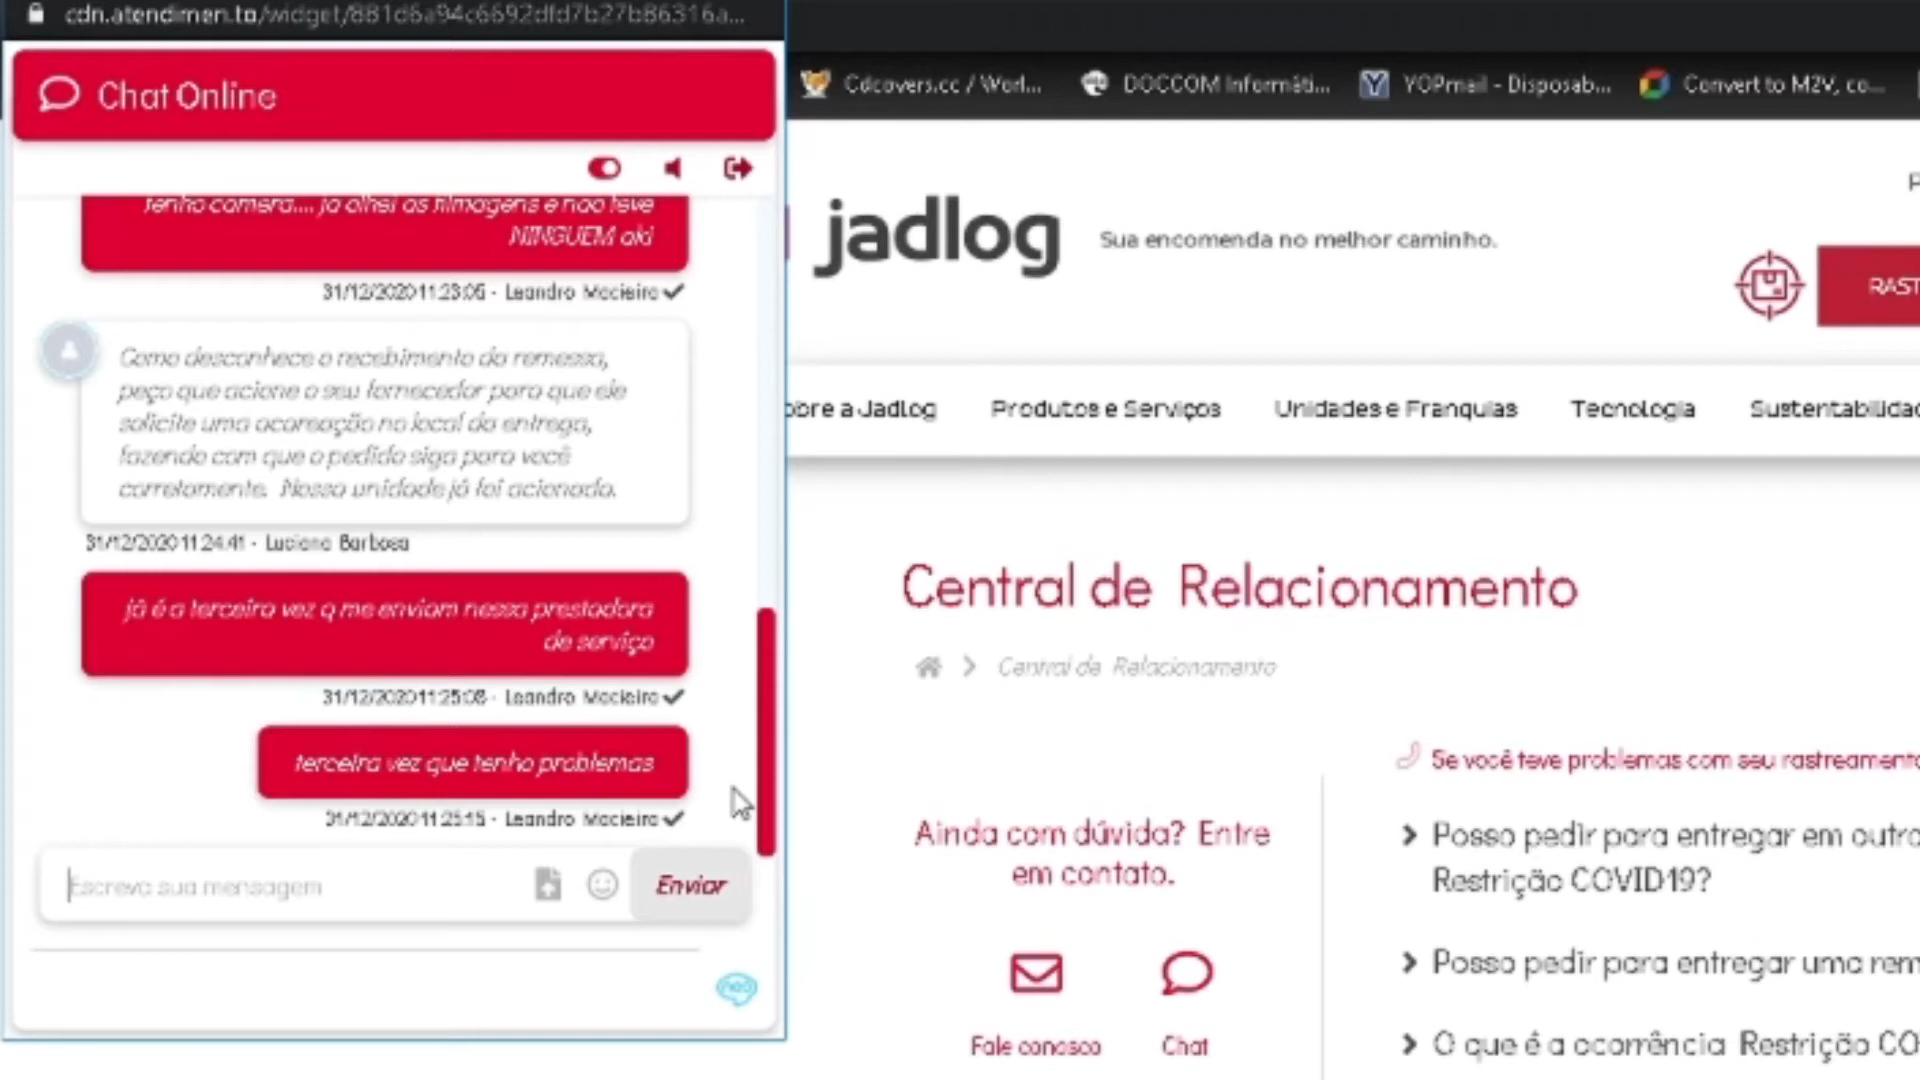 cdn.atendimen.to/widget/881d6a94c6692dfd7b27b86316a...
Chat Online
tenho camera.... ja olhei as filmagens e não teve
NINGUEM aki
31/12/2020 11:23:05 - Leandro Macieira
Como desconhece o recebimento da remessa,
peço que acione o seu fornecedor para que ele
solicite uma acareação no local da entrega,
fazendo com que o pedido siga para você
corretamente. Nossa unidade já foi acionada.
31/12/2020 11:24:41 - Luciene Barbosa
já é a terceira vez q me enviam nessa prestadora
de serviço
31/12/2020 11:25:08 - Leandro Macieira
terceira vez que tenho problemas
31/12/2020 11:25:15 - Leandro Macieira
Escreva sua mensagem
Enviar
neo
Cdcovers.cc / Worl...
DOCCOM Informáti...
YOPmail - Disposab...
Convert to M2V, co...
jadlog
Sua encomenda no melhor caminho.
RAST
obre a Jadlog
Produtos e Serviços
Unidades e Franquias
Tecnologia
Sustentabilidad
Central de Relacionamento
Central de Relacionamento
Ainda com dúvida? Entre
em contato.
Fale conosco
Chat
Se você teve problemas com seu rastreamento
Posso pedir para entregar em outro
Restrição COVID19?
Posso pedir para entregar uma rem
O que é a ocorrência Restrição CO